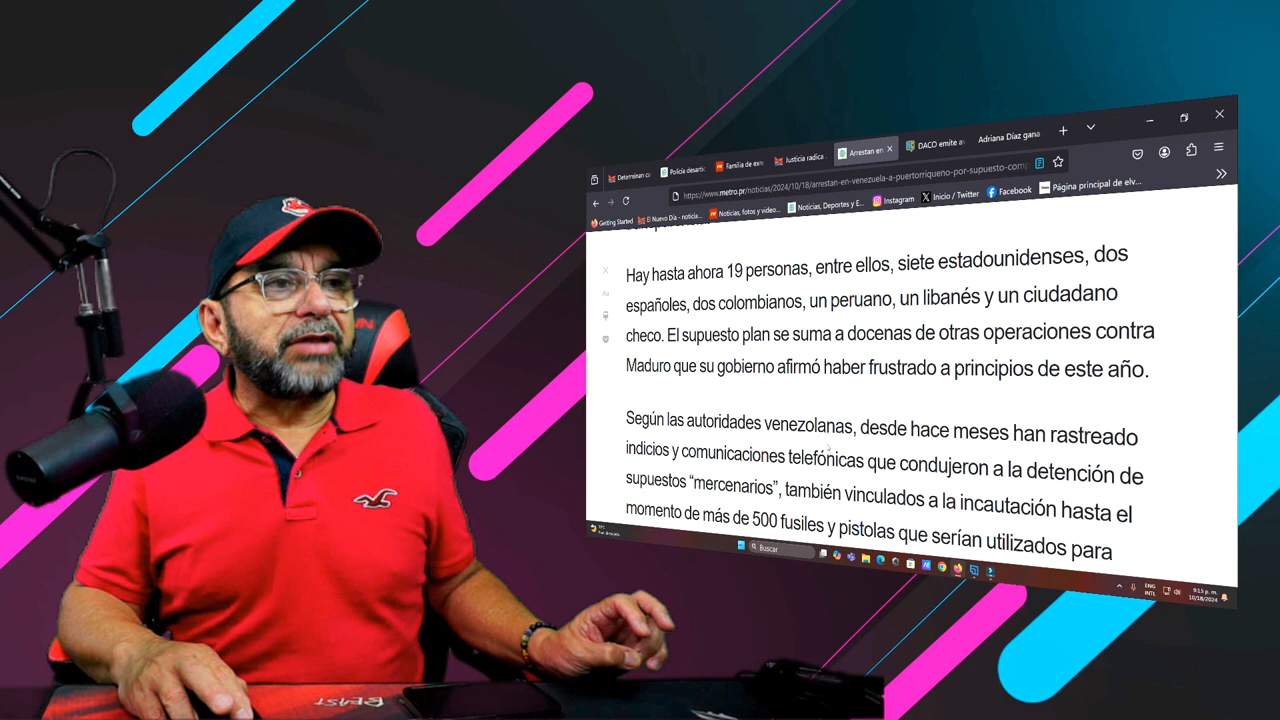 Determinan ca
Policía desarti
Familia de exn
Justicia radica
Arrestan en
DACO emite a
Adriana Díaz gana
https://www.metro.pr/noticias/2024/10/18/arrestan-en-venezuela-a-puertorriqueno-por-supuesto-com
Getting Started
El Nuevo Día - noticia...
Noticias, fotos y video...
Noticias, Deportes y E...
Instagram
Inicio / Twitter
Facebook
Página principal de elv...
Hay hasta ahora 19 personas, entre ellos, siete estadounidenses, dos
españoles, dos colombianos, un peruano, un libanés y un ciudadano
checo. El supuesto plan se suma a docenas de otras operaciones contra
Maduro que su gobierno afirmó haber frustrado a principios de este año.
Según las autoridades venezolanas, desde hace meses han rastreado
indicios y comunicaciones telefónicas que condujeron a la detención de
supuestos “mercenarios”, también vinculados a la incautación hasta el
momento de más de 500 fusiles y pistolas que serían utilizados para
Buscar
ENG
INTL
9:15 p. m.
10/18/2024
BEAST